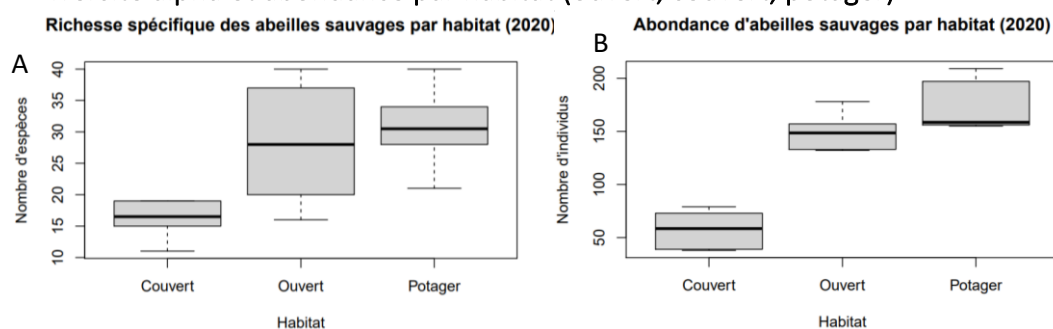 Richesse spécifique des abeilles sauvages par habitat (2020)
A
Nombre d'espèces
40
35
30
25
20
15
10
Couvert Ouvert Potager
Habitat
Abondance d'abeilles sauvages par habitat (2020)
B
Nombre d'individus
200
150
100
50
Couvert Ouvert Potager
Habitat